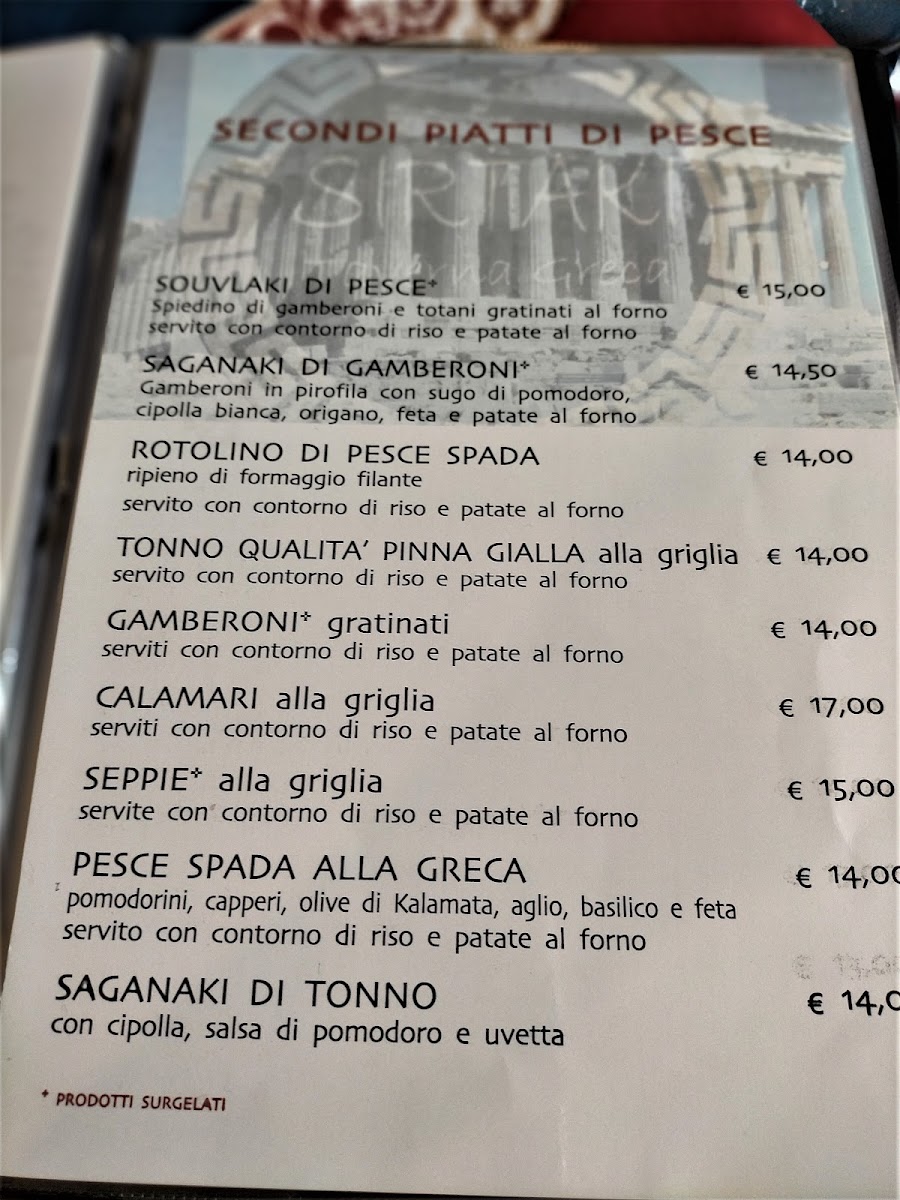 SECONDI PIATTI DI PESCE
SIRTAKI
Taverna Greca
SOUVLAKI DI PESCE* € 15,00
Spiedino di gamberoni e totani gratinati al forno
servito con contorno di riso e patate al forno
SAGANAKI DI GAMBERONI* € 14,50
Gamberoni in pirofila con sugo di pomodoro,
cipolla bianca, origano, feta e patate al forno
ROTOLINO DI PESCE SPADA € 14,00
ripieno di formaggio filante
servito con contorno di riso e patate al forno
TONNO QUALITA' PINNA GIALLA alla griglia € 14,00
servito con contorno di riso e patate al forno
GAMBERONI* gratinati € 14,00
serviti con contorno di riso e patate al forno
CALAMARI alla griglia € 17,00
serviti con contorno di riso e patate al forno
SEPPIE* alla griglia € 15,00
servite con contorno di riso e patate al forno
PESCE SPADA ALLA GRECA € 14,00
pomodorini, capperi, olive di Kalamata, aglio, basilico e feta
servito con contorno di riso e patate al forno
SAGANAKI DI TONNO € 14,0
con cipolla, salsa di pomodoro e uvetta
* PRODOTTI SURGELATI